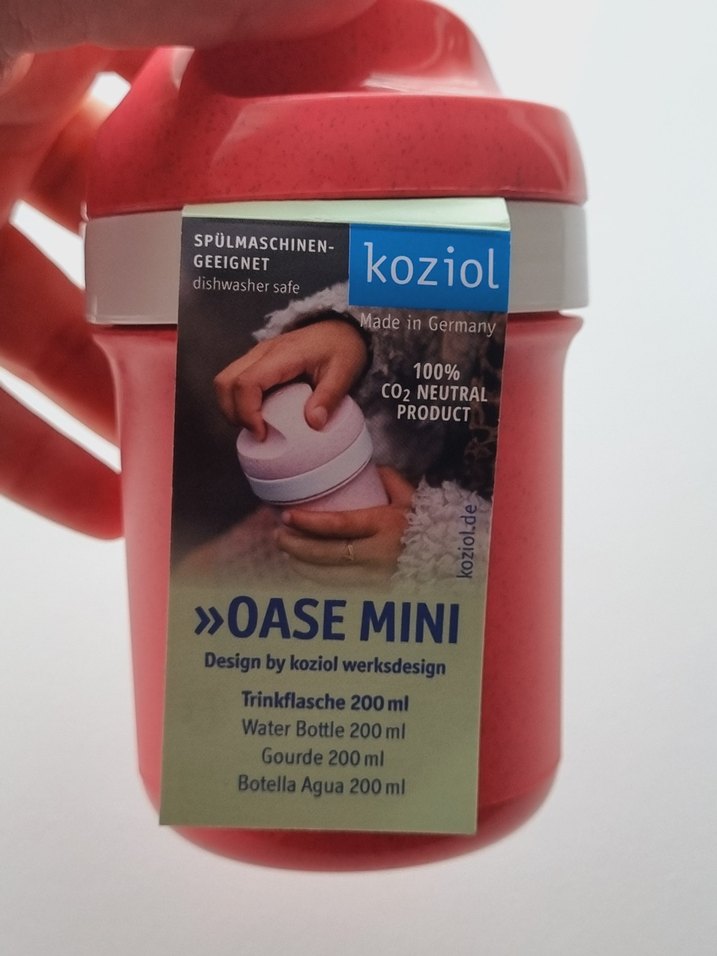 SPÜLMASCHINEN-
GEEIGNET
dishwasher safe
koziol
Made in Germany
100%
CO₂ NEUTRAL
PRODUCT
koziol.de
»OASE MINI
Design by koziol werksdesign
Trinkflasche 200 ml
Water Bottle 200 ml
Gourde 200 ml
Botella Agua 200 ml